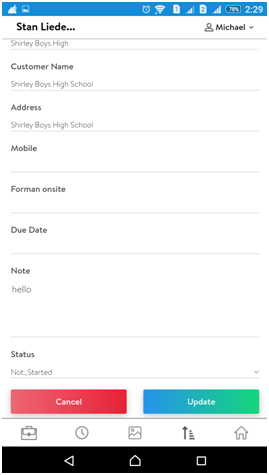 78% 2:29
Stan Liede... Michael
Shirley Boys High
Customer Name
Shirley Boys High School
Address
Shirley Boys High School
Mobile
Forman onsite
Due Date
Note
hello
Status
Not_Started
Cancel Update